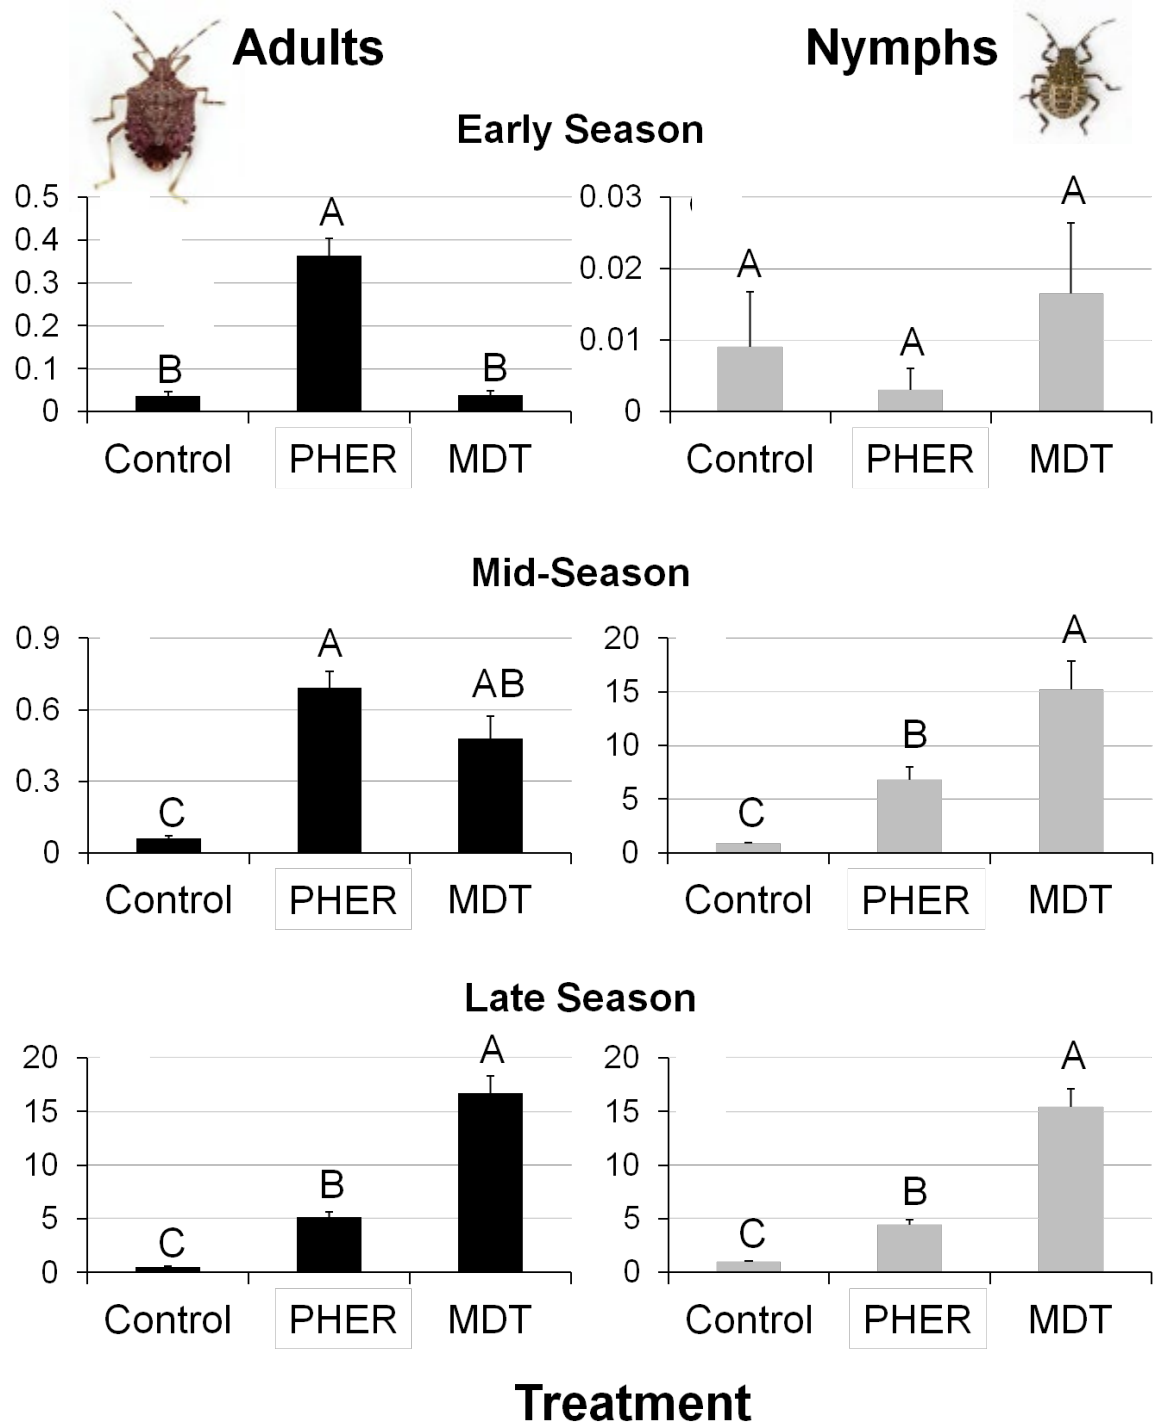 Adults Nymphs
Early Season
0.5
0.4
0.3
0.2
0.1
0
B A B
Control PHER MDT
0.03
0.02
0.01
0
A A A
Control PHER MDT
Mid-Season
0.9
0.6
0.3
0
C A AB
Control PHER MDT
20
15
10
5
0
C B A
Control PHER MDT
Late Season
20
15
10
5
0
C B A
Control PHER MDT
20
15
10
5
0
C B A
Control PHER MDT
Treatment